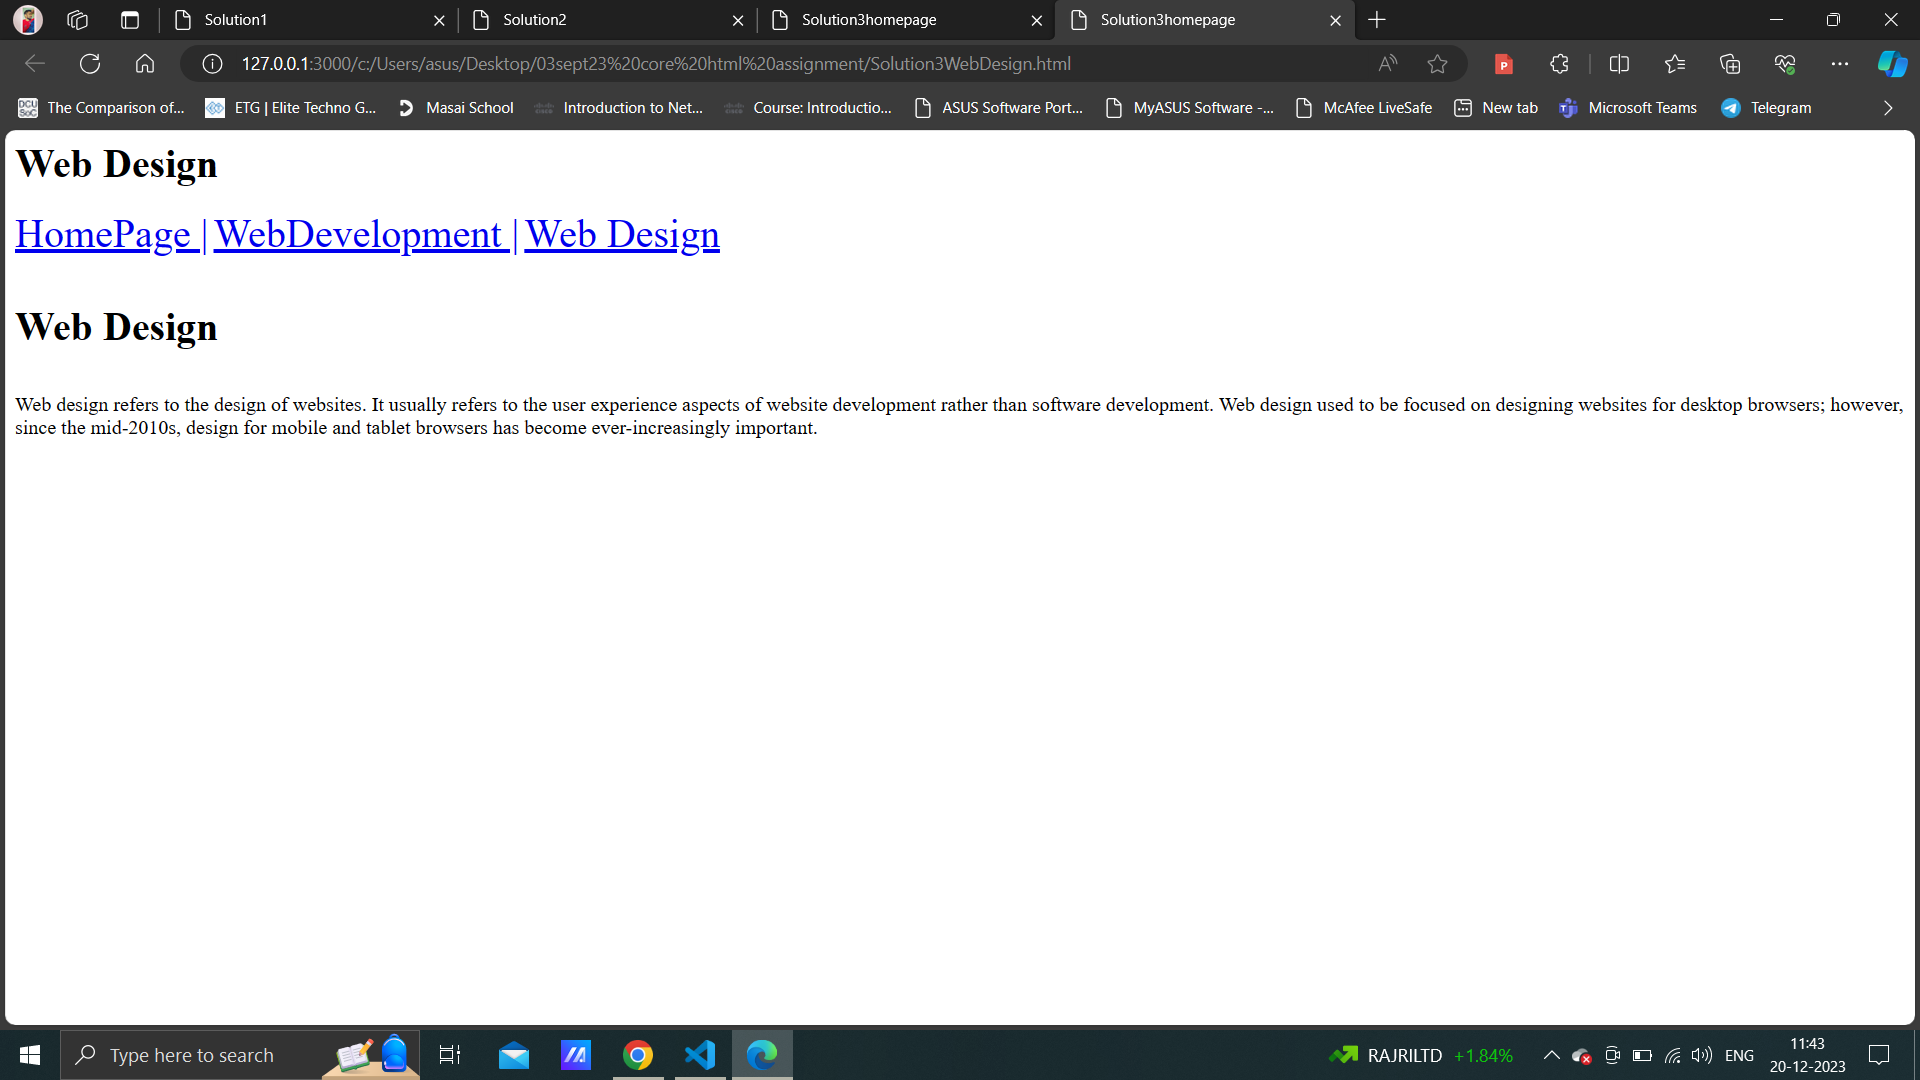 Solution1
Solution2
Solution3homepage
Solution3homepage
127.0.0.1:3000/c:/Users/asus/Desktop/03sept23%20core%20html%20assignment/Solution3WebDesign.html
The Comparison of... ETG | Elite Techno G... Masai School Introduction to Net... Course: Introductio... ASUS Software Port... MyASUS Software -... McAfee LiveSafe New tab Microsoft Teams Telegram
Web Design
HomePage | WebDevelopment | Web Design
Web Design
Web design refers to the design of websites. It usually refers to the user experience aspects of website development rather than software development. Web design used to be focused on designing websites for desktop browsers; however,
since the mid-2010s, design for mobile and tablet browsers has become ever-increasingly important.
Type here to search
RAJRILTD +1.84%
ENG
11:43
20-12-2023